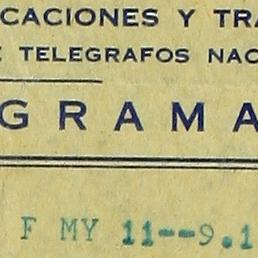 CACIONES Y TRA
E TELEGRAFOS NAC
GRAMA
F MY 11--9.1